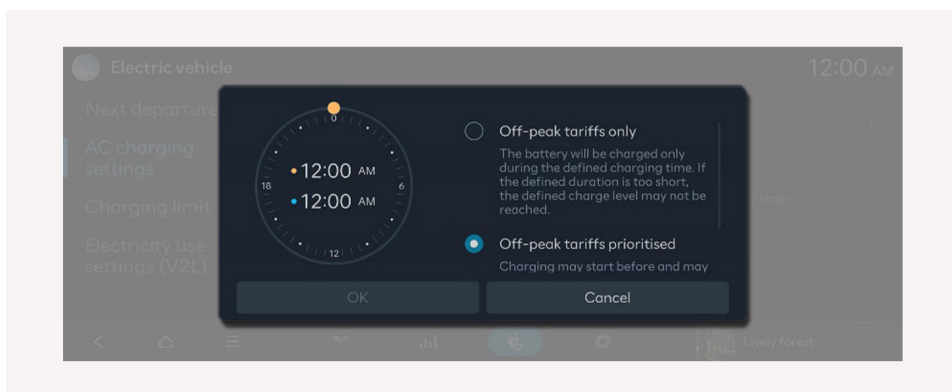 Electric vehicle
12:00 AM
Next departure
AC charging
settings
Charging limit
Electricity use
settings (V2L)
0
6
12
18
12:00 AM
12:00 AM
Off-peak tariffs only
The battery will be charged only
during the defined charging time. If
the defined duration is too short,
the defined charge level may not be
reached.
Off-peak tariffs prioritised
Charging may start before and may
OK
Cancel
Lively forest